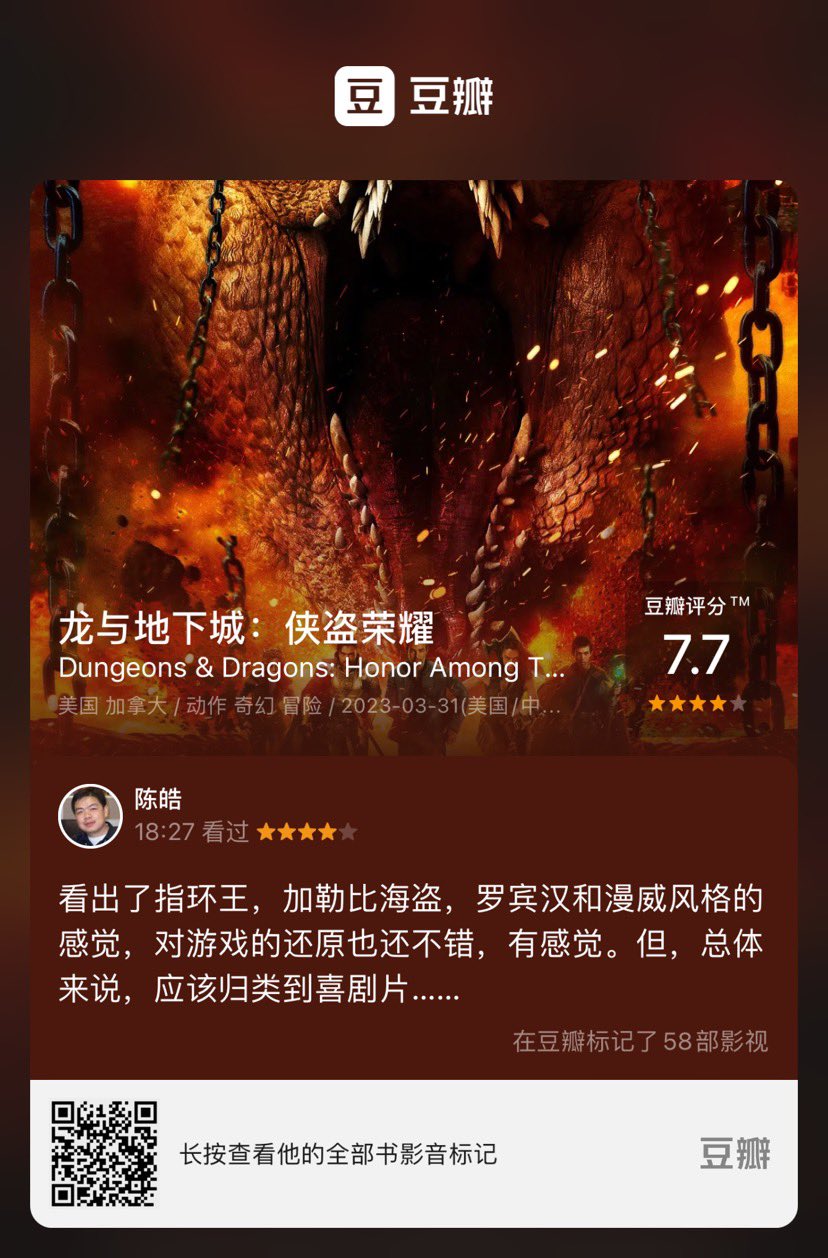 豆 豆瓣
龙与地下城：侠盗荣耀
Dungeons & Dragons: Honor Among T...
美国 加拿大 / 动作 奇幻 冒险 / 2023-03-31(美国/中...
豆瓣评分™
7.7
陈皓
18:27 看过
看出了指环王，加勒比海盗，罗宾汉和漫威风格的
感觉，对游戏的还原也还不错，有感觉。但，总体
来说，应该归类到喜剧片……
在豆瓣标记了58部影视
长按查看他的全部书影音标记
豆瓣